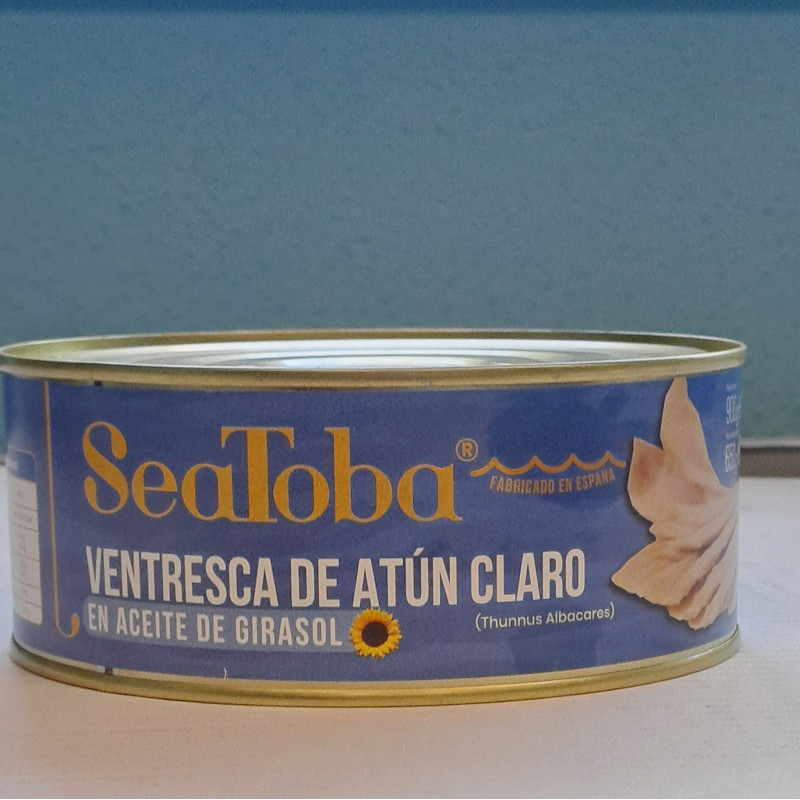 SeaToba®
FABRICADO EN ESPAÑA
VENTRESCA DE ATÚN CLARO
EN ACEITE DE GIRASOL
(Thunnus Albacares)